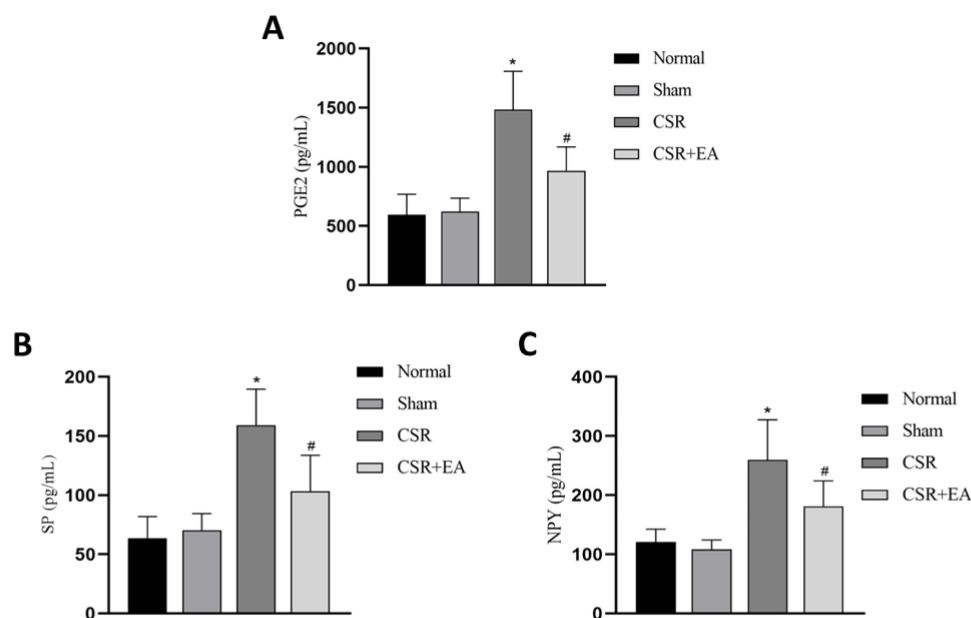 A
PGE2 (pg/mL)
2000
1500
1000
500
0
*
#
Normal
Sham
CSR
CSR+EA
B
SP (pg/mL)
200
150
100
50
0
*
#
Normal
Sham
CSR
CSR+EA
C
NPY (pg/mL)
400
300
200
100
0
*
#
Normal
Sham
CSR
CSR+EA